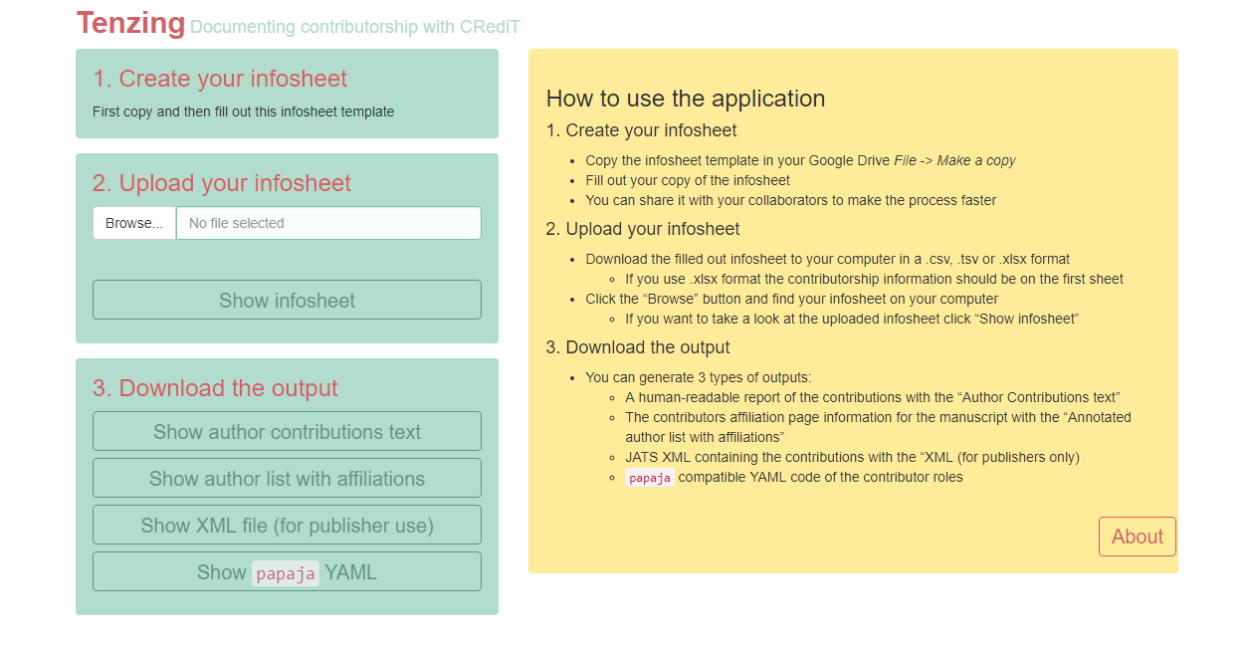 Tenzing Documenting contributorship with CRediT
1. Create your infosheet
First copy and then fill out this infosheet template
2. Upload your infosheet
Browse... No file selected
Show infosheet
3. Download the output
Show author contributions text
Show author list with affiliations
Show XML file (for publisher use)
Show papaja YAML
How to use the application
1. Create your infosheet
• Copy the infosheet template in your Google Drive File -> Make a copy
• Fill out your copy of the infosheet
• You can share it with your collaborators to make the process faster
2. Upload your infosheet
• Download the filled out infosheet to your computer in a .csv, .tsv or .xlsx format
◦ If you use .xlsx format the contributorship information should be on the first sheet
• Click the “Browse” button and find your infosheet on your computer
◦ If you want to take a look at the uploaded infosheet click “Show infosheet”
3. Download the output
• You can generate 3 types of outputs:
◦ A human-readable report of the contributions with the “Author Contributions text”
◦ The contributors affiliation page information for the manuscript with the “Annotated
author list with affiliations”
◦ JATS XML containing the contributions with the “XML (for publishers only)
◦ papaja compatible YAML code of the contributor roles
About